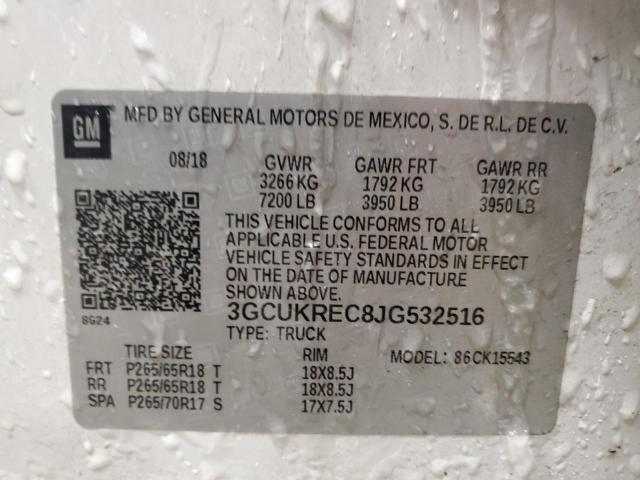 GM
MFD BY GENERAL MOTORS DE MEXICO, S. DE R.L. DE C.V.
08/18 GVWR GAWR FRT GAWR RR
3266 KG 1792 KG 1792 KG
7200 LB 3950 LB 3950 LB
THIS VEHICLE CONFORMS TO ALL
APPLICABLE U.S. FEDERAL MOTOR
VEHICLE SAFETY STANDARDS IN EFFECT
ON THE DATE OF MANUFACTURE
SHOWN ABOVE.
8G24 3GCUKREC8JG532516
TYPE: TRUCK
TIRE SIZE RIM MODEL: 86CK15543
FRT P265/65R18 T 18X8.5J
RR P265/65R18 T 18X8.5J
SPA P265/70R17 S 17X7.5J